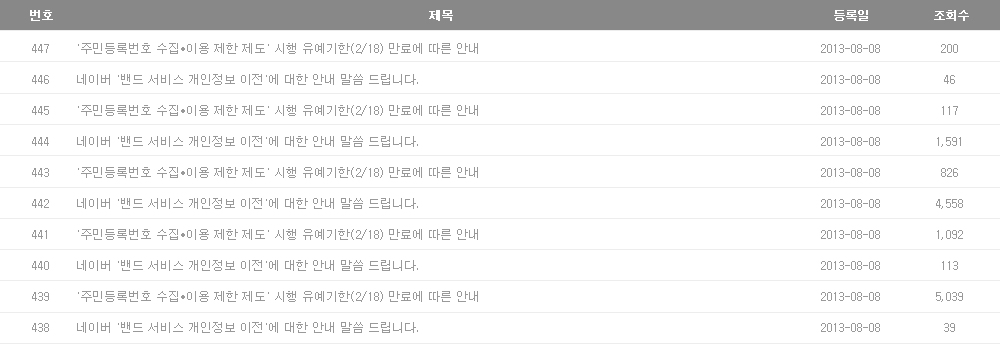 번호 제목 등록일 조회수
447 '주민등록번호 수집•이용 제한 제도' 시행 유예기한(2/18) 만료에 따른 안내 2013-08-08 200
446 네이버 '밴드 서비스 개인정보 이전'에 대한 안내 말씀 드립니다. 2013-08-08 46
445 '주민등록번호 수집•이용 제한 제도' 시행 유예기한(2/18) 만료에 따른 안내 2013-08-08 117
444 네이버 '밴드 서비스 개인정보 이전'에 대한 안내 말씀 드립니다. 2013-08-08 1,591
443 '주민등록번호 수집•이용 제한 제도' 시행 유예기한(2/18) 만료에 따른 안내 2013-08-08 826
442 네이버 '밴드 서비스 개인정보 이전'에 대한 안내 말씀 드립니다. 2013-08-08 4,558
441 '주민등록번호 수집•이용 제한 제도' 시행 유예기한(2/18) 만료에 따른 안내 2013-08-08 1,092
440 네이버 '밴드 서비스 개인정보 이전'에 대한 안내 말씀 드립니다. 2013-08-08 113
439 '주민등록번호 수집•이용 제한 제도' 시행 유예기한(2/18) 만료에 따른 안내 2013-08-08 5,039
438 네이버 '밴드 서비스 개인정보 이전'에 대한 안내 말씀 드립니다. 2013-08-08 39